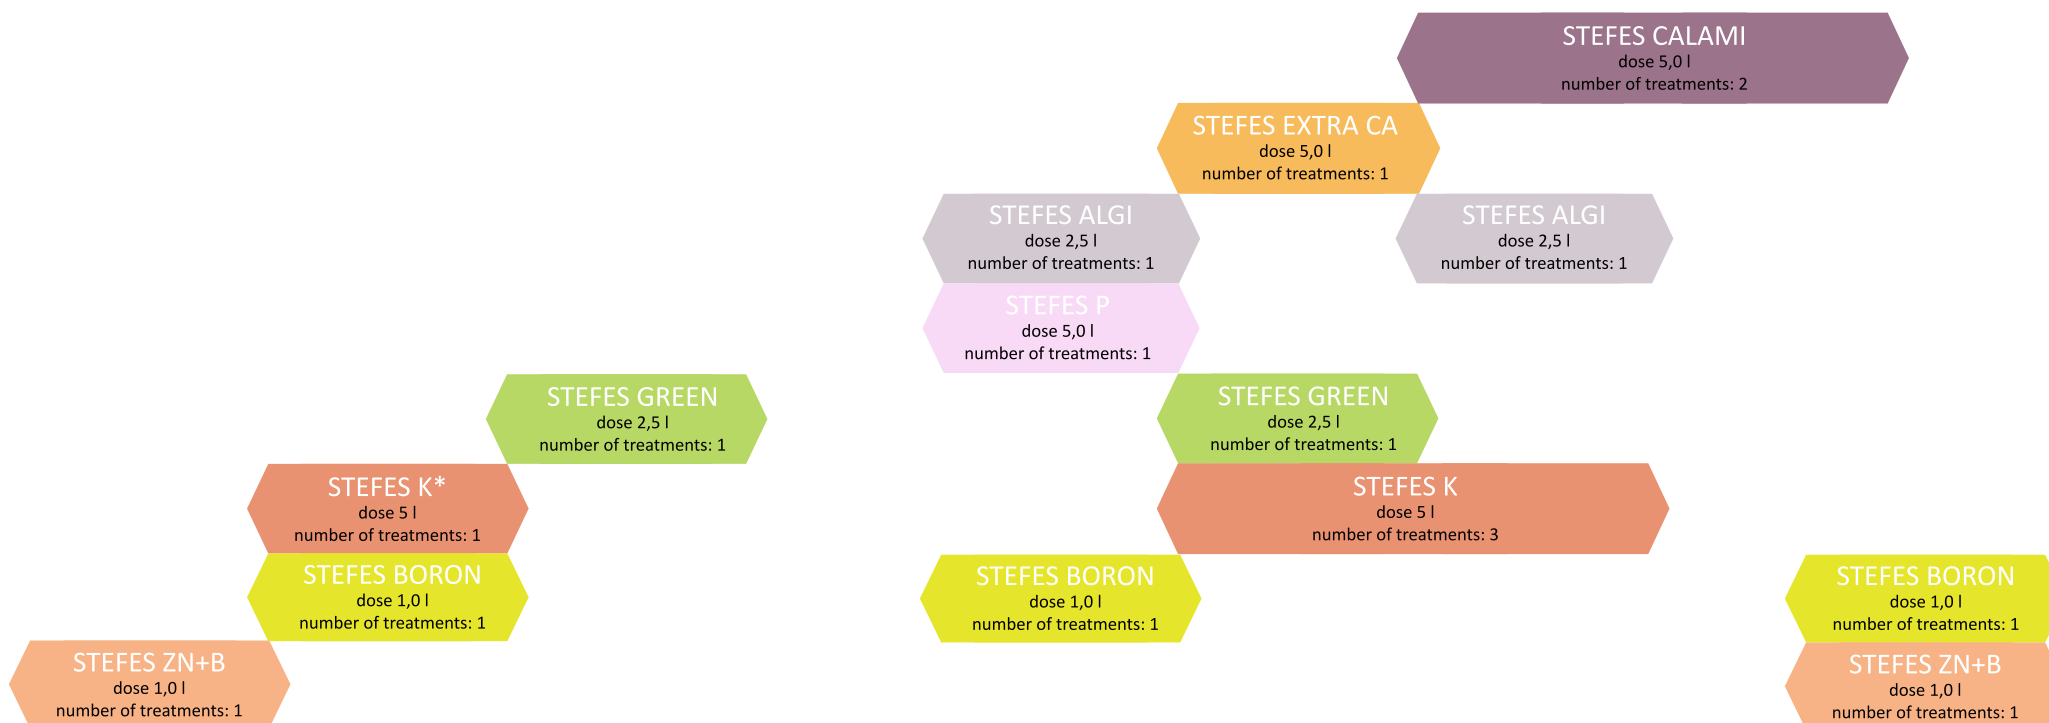 STEFES CALAMI
dose 5,0 l
number of treatments: 2
STEFES EXTRA CA
dose 5,0 l
number of treatments: 1
STEFES ALGI
dose 2,5 l
number of treatments: 1
STEFES ALGI
dose 2,5 l
number of treatments: 1
STEFES P
dose 5,0 l
number of treatments: 1
STEFES GREEN
dose 2,5 l
number of treatments: 1
STEFES GREEN
dose 2,5 l
number of treatments: 1
STEFES K*
dose 5 l
number of treatments: 1
STEFES K
dose 5 l
number of treatments: 3
STEFES BORON
dose 1,0 l
number of treatments: 1
STEFES BORON
dose 1,0 l
number of treatments: 1
STEFES BORON
dose 1,0 l
number of treatments: 1
STEFES ZN+B
dose 1,0 l
number of treatments: 1
STEFES ZN+B
dose 1,0 l
number of treatments: 1